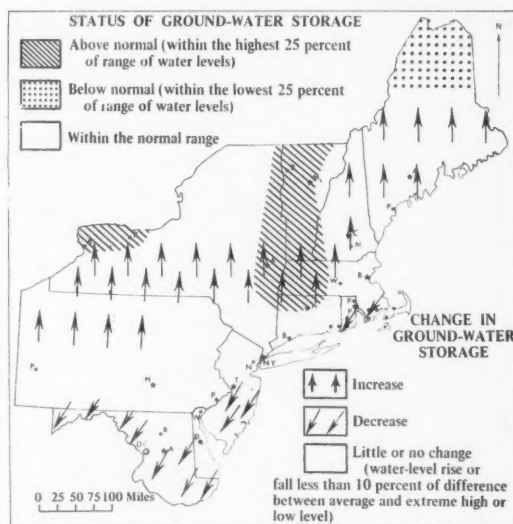 STATUS OF GROUND-WATER STORAGE
Above normal (within the highest 25 percent
of range of water levels)
Below normal (within the lowest 25 percent
of range of water levels)
Within the normal range
N
CHANGE IN
GROUND-WATER
STORAGE
Increase
Decrease
Little or no change
(water-level rise or
fall less than 10 percent of difference
between average and extreme high or
low level)
0 25 50 75 100 Miles
P
H
B
N
NY
P
T
B
DC
A
W
B
C
M
P
A